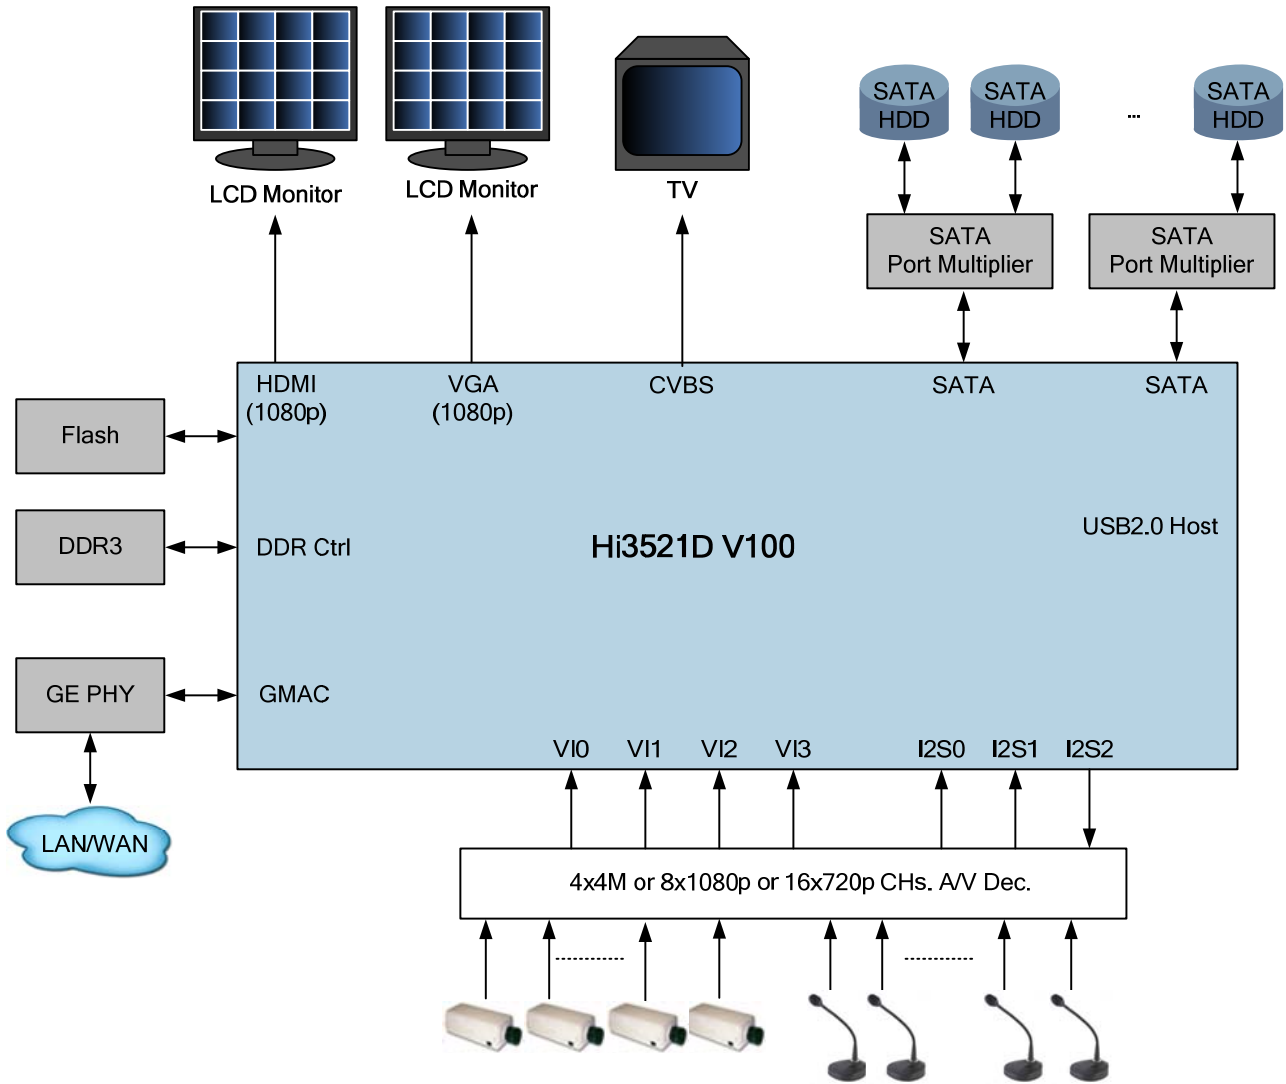 SATA
HDD
SATA
HDD
...
SATA
HDD
LCD Monitor
LCD Monitor
TV
SATA
Port Multiplier
SATA
Port Multiplier
HDMI
(1080p)
VGA
(1080p)
CVBS
SATA
SATA
Flash
DDR3
DDR Ctrl
Hi3521D V100
USB2.0 Host
GE PHY
GMAC
VI0
VI1
VI2
VI3
I2S0
I2S1
I2S2
LAN/WAN
4x4M or 8x1080p or 16x720p CHs. A/V Dec.